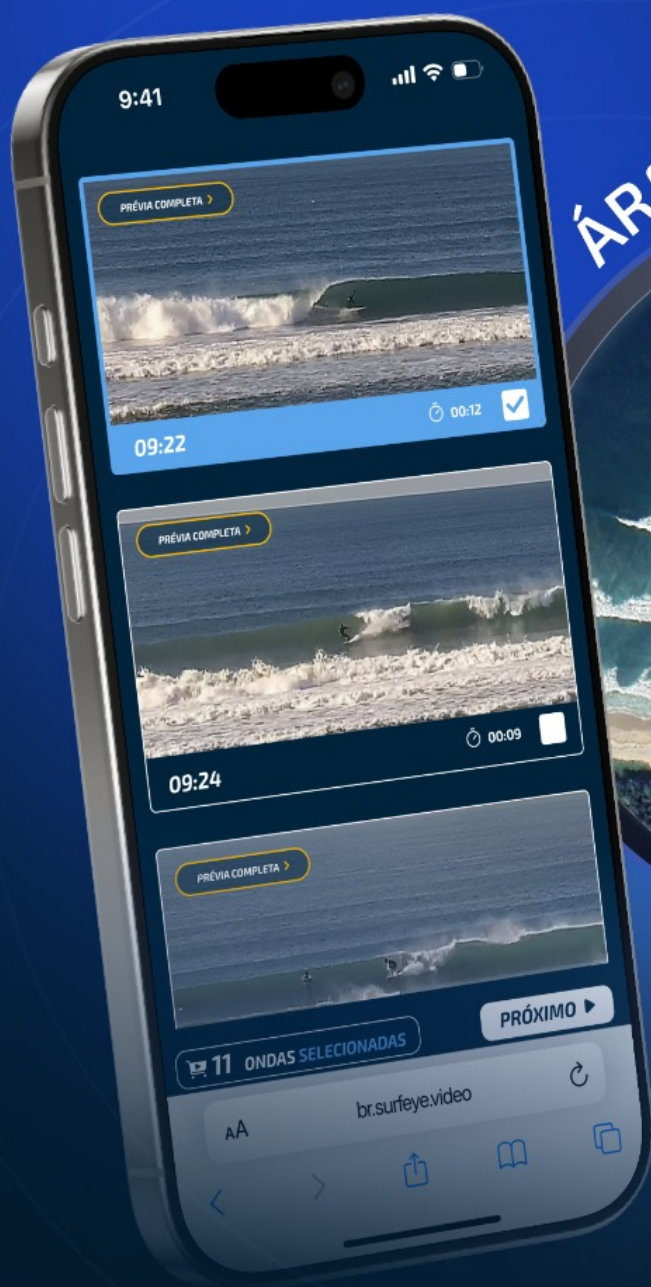 9:41
PRÉVIA COMPLETA >
09:22
00:12
PRÉVIA COMPLETA >
09:24
00:09
PRÉVIA COMPLETA >
11 ONDAS SELECIONADAS
PRÓXIMO
AA
br.surfeye.video